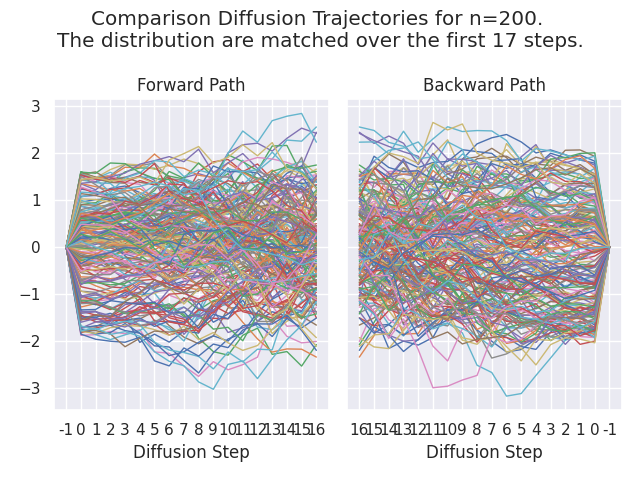 Comparison Diffusion Trajectories for n=200.
The distribution are matched over the first 17 steps.
Forward Path
Backward Path
3
2
1
0
−1
−2
−3
-1 0 1 2 3 4 5 6 7 8 9 10 11 12 13 14 15 16
16 15 14 13 12 11 10 9 8 7 6 5 4 3 2 1 0 -1
Diffusion Step
Diffusion Step